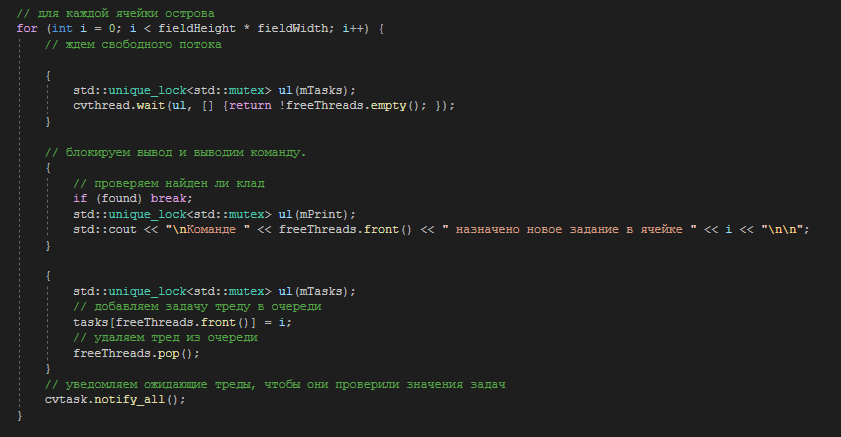 // для каждой ячейки острова
for (int i = 0; i < fieldHeight * fieldWidth; i++) {
// ждем свободного потока
{
std::unique_lock<std::mutex> ul(mTasks);
cvthread.wait(ul, [] {return !freeThreads.empty(); });
}
// блокируем вывод и выводим команду.
{
// проверяем найден ли клад
if (found) break;
std::unique_lock<std::mutex> ul(mPrint);
std::cout << "\nКоманде " << freeThreads.front() << " назначено новое задание в ячейке " << i << "\n\n";
}
{
std::unique_lock<std::mutex> ul(mTasks);
// добавляем задачу треду в очереди
tasks[freeThreads.front()] = i;
// удаляем тред из очереди
freeThreads.pop();
}
// уведомляем ожидающие треды, чтобы они проверили значения задач
cvtask.notify_all();
}